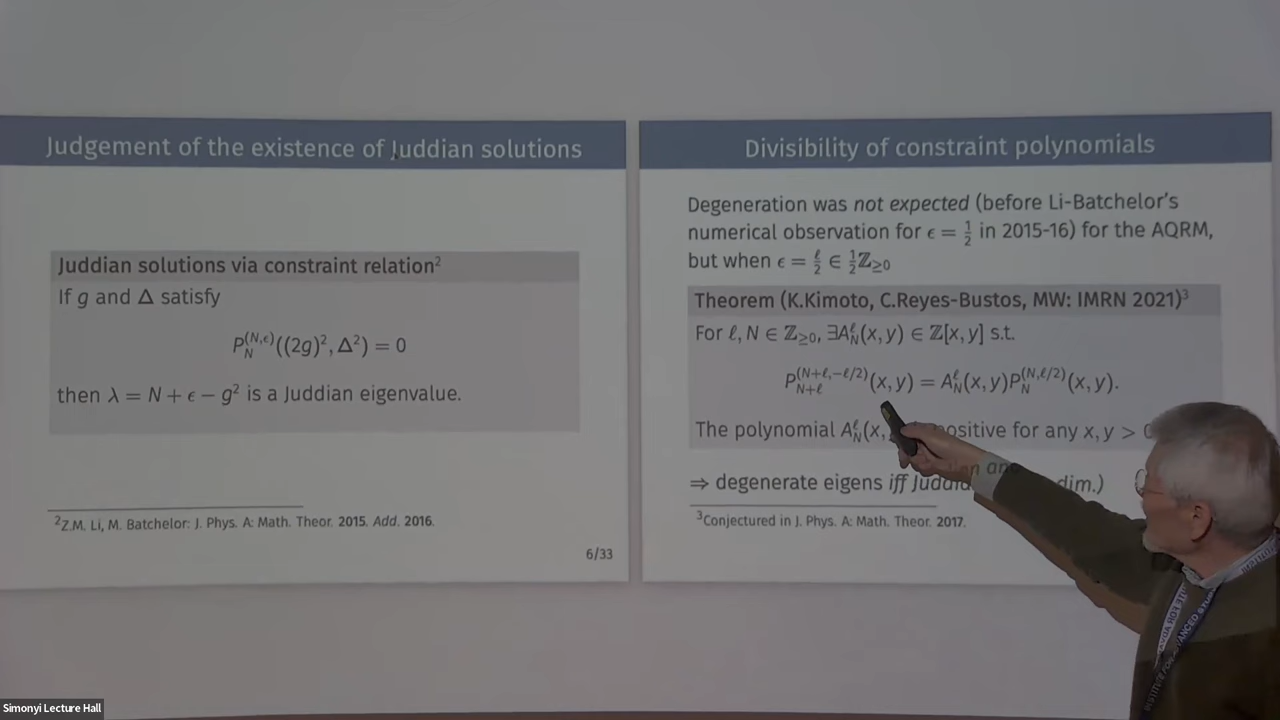 Judgement of the existence of Juddian solutions
Juddian solutions via constraint relation²
If g and Δ satisfy
P_N^{(N,ϵ)}((2g)², Δ²) = 0
then λ = N + ϵ − g² is a Juddian eigenvalue.
²Z.M. Li, M. Batchelor: J. Phys. A: Math. Theor. 2015. Add. 2016.
6/33
Divisibility of constraint polynomials
Degeneration was not expected (before Li-Batchelor's
numerical observation for ϵ = 1/2 in 2015-16) for the AQRM,
but when ϵ = ℓ/2 ∈ 1/2 ℤ≥0
Theorem (K.Kimoto, C.Reyes-Bustos, MW: IMRN 2021)³
For ℓ, N ∈ ℤ≥0, ∃A_N^ℓ(x, y) ∈ ℤ[x, y] s.t.
P_{N+ℓ}^{(N+ℓ,−ℓ/2)}(x, y) = A_N^ℓ(x, y)P_N^{(N,ℓ/2)}(x, y).
The polynomial A_N^ℓ(x, positive for any x, y > 0
⇒ degenerate eigens iff Juddian dim.)
³Conjectured in J. Phys. A: Math. Theor. 2017.
Simonyi Lecture Hall